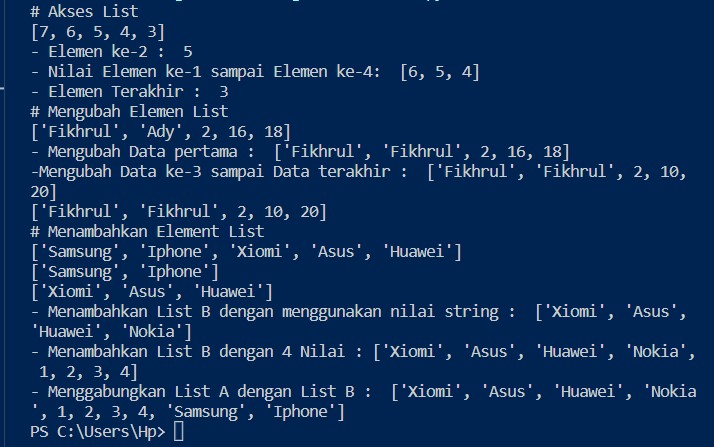 # Akses List
[7, 6, 5, 4, 3]
- Elemen ke-2 :  5
- Nilai Elemen ke-1 sampai Elemen ke-4:  [6, 5, 4]
- Elemen Terakhir :  3
# Mengubah Elemen List
['Fikhrul', 'Ady', 2, 16, 18]
- Mengubah Data pertama :  ['Fikhrul', 'Fikhrul', 2, 16, 18]
-Mengubah Data ke-3 sampai Data terakhir :  ['Fikhrul', 'Fikhrul', 2, 10,
20]
['Fikhrul', 'Fikhrul', 2, 10, 20]
# Menambahkan Element List
['Samsung', 'Iphone', 'Xiomi', 'Asus', 'Huawei']
['Samsung', 'Iphone']
['Xiomi', 'Asus', 'Huawei']
- Menambahkan List B dengan menggunakan nilai string :  ['Xiomi', 'Asus',
'Huawei', 'Nokia']
- Menambahkan List B dengan 4 Nilai : ['Xiomi', 'Asus', 'Huawei', 'Nokia',
 1, 2, 3, 4]
- Menggabungkan List A dengan List B :  ['Xiomi', 'Asus', 'Huawei', 'Nokia
', 1, 2, 3, 4, 'Samsung', 'Iphone']
PS C:\Users\Hp>